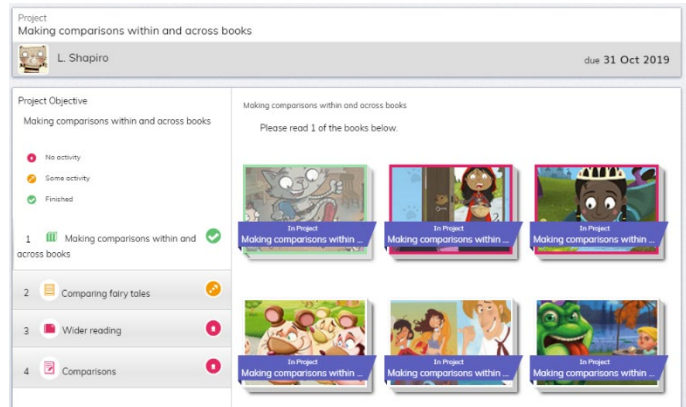 Project
Making comparisons within and across books
L. Shapiro
due 31 Oct 2019
Project Objective
Making comparisons within and across books
No activity
Some activity
Finished
1 Making comparisons within and
across books
2 Comparing fairy tales
3 Wider reading
4 Comparisons
Making comparisons within and across books
Please read 1 of the books below.
In Project
Making comparisons within ...
In Project
Making comparisons within ...
In Project
Making comparisons within ...
In Project
Making comparisons within ...
In Project
Making comparisons within ...
In Project
Making comparisons within ...